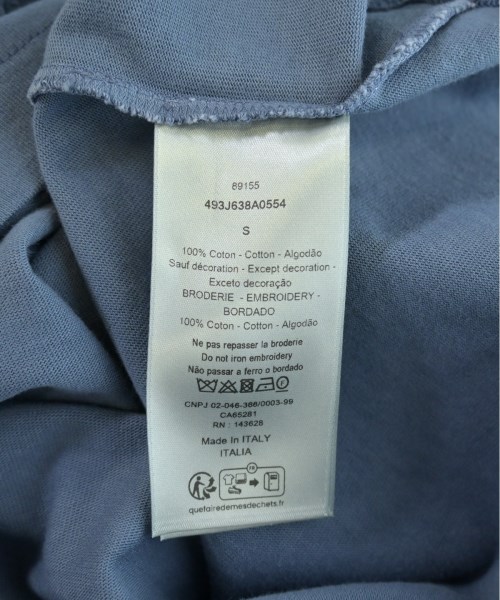 89155
493J638A0554
S
100% Coton - Cotton - Algodão
Sauf décoration - Except decoration -
Exceto decoração
BRODERIE - EMBROIDERY -
BORDADO
100% Coton - Cotton - Algodão
Ne pas repasser la broderie
Do not iron embroidery
Não passar a ferro o bordado
CNPJ 02-046-388/0003-99
CA65281
RN : 143628
Made In ITALY
ITALIA
FR
quefairedemesdechets.fr